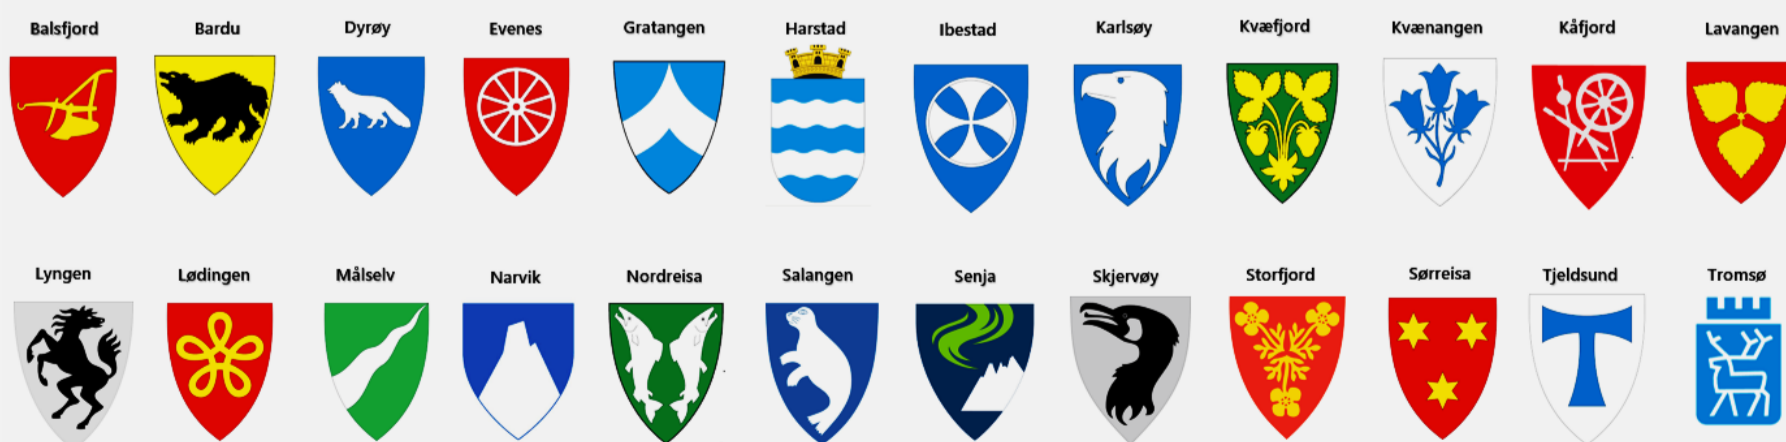 Balsfjord Bardu Dyrøy Evenes Gratangen Harstad Ibestad Karlsøy Kvæfjord Kvænangen Kåfjord Lavangen
Lyngen Lødingen Målselv Narvik Nordreisa Salangen Senja Skjervøy Storfjord Sørreisa Tjeldsund Tromsø